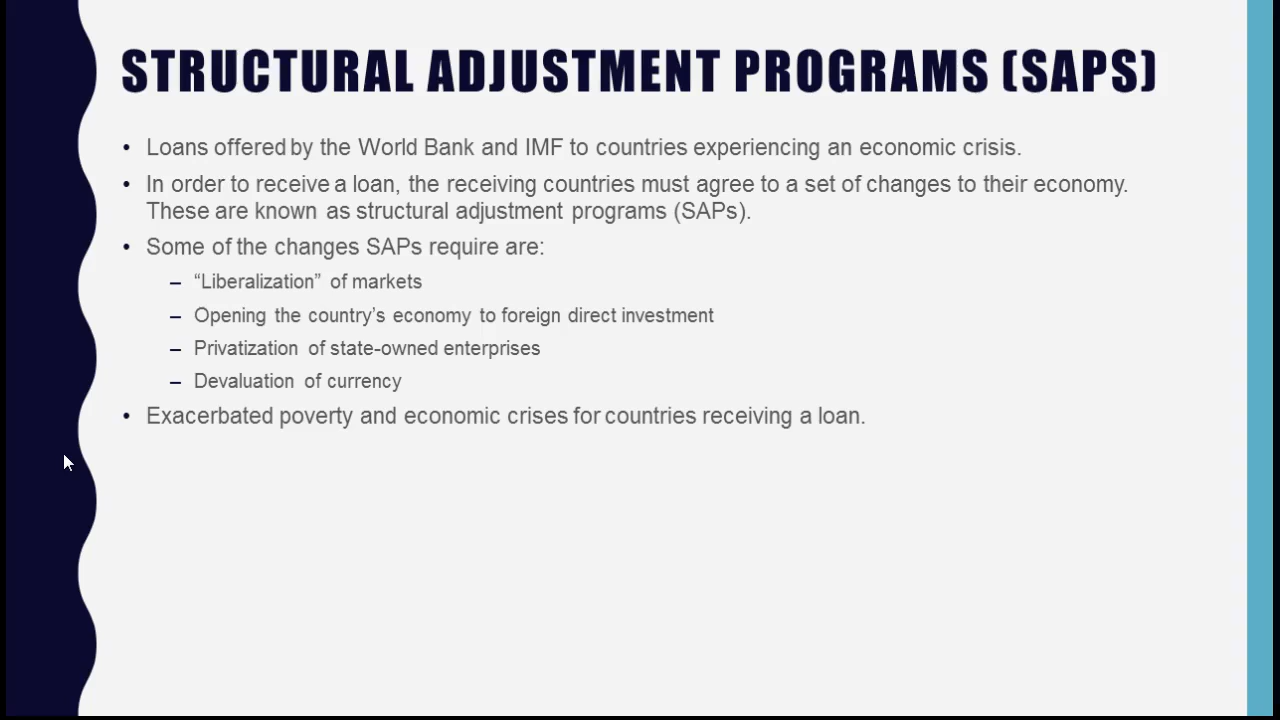 STRUCTURAL ADJUSTMENT PROGRAMS (SAPS)
• Loans offered by the World Bank and IMF to countries experiencing an economic crisis.
• In order to receive a loan, the receiving countries must agree to a set of changes to their economy.
These are known as structural adjustment programs (SAPs).
• Some of the changes SAPs require are:
– “Liberalization” of markets
– Opening the country’s economy to foreign direct investment
– Privatization of state-owned enterprises
– Devaluation of currency
• Exacerbated poverty and economic crises for countries receiving a loan.